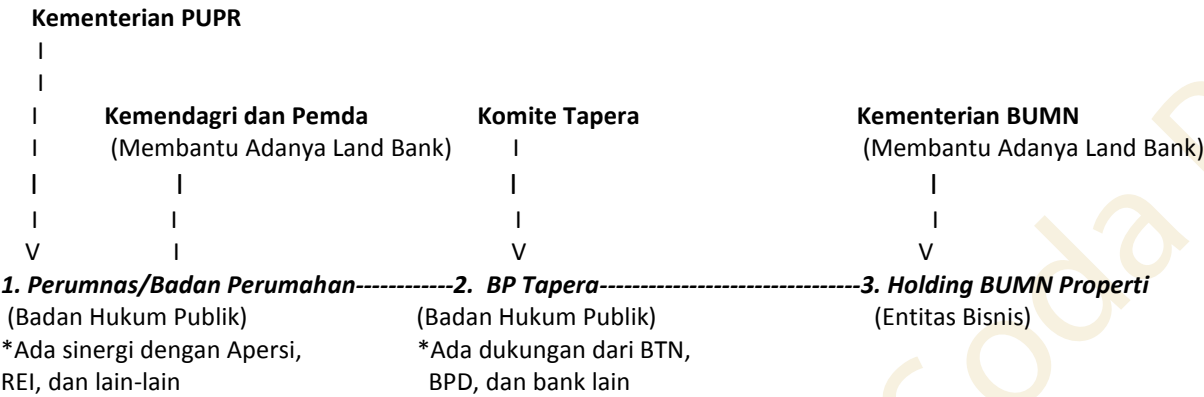 Kementerian PUPR
I
I
I Kemendagri dan Pemda Komite Tapera Kementerian BUMN
I (Membantu Adanya Land Bank) I (Membantu Adanya Land Bank)
I I I I
I I I I
V I V V
1. Perumnas/Badan Perumahan------------2. BP Tapera--------------------------------3. Holding BUMN Properti
(Badan Hukum Publik) (Badan Hukum Publik) (Entitas Bisnis)
*Ada sinergi dengan Apersi, *Ada dukungan dari BTN,
REI, dan lain-lain BPD, dan bank lain